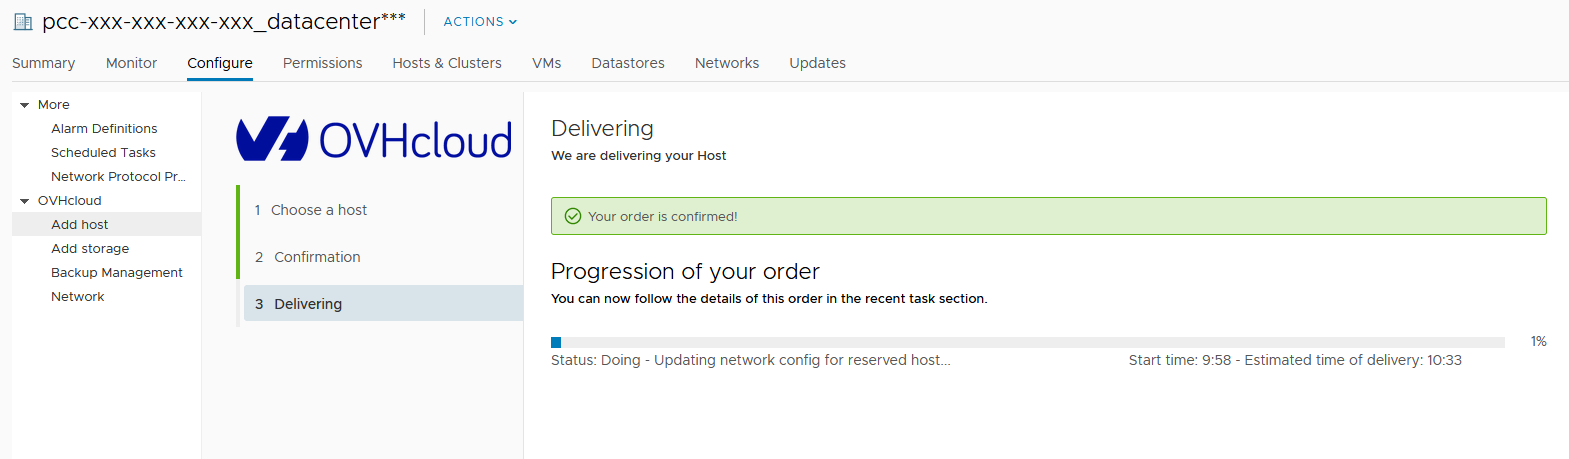 pcc-xxx-xxx-xxx-xxx_datacenter*** ACTIONS
Summary Monitor Configure Permissions Hosts & Clusters VMs Datastores Networks Updates
More
Alarm Definitions
Scheduled Tasks
Network Protocol Pr...
OVHcloud
Add host
Add storage
Backup Management
Network
OVHcloud
1 Choose a host
2 Confirmation
3 Delivering
Delivering
We are delivering your Host
Your order is confirmed!
Progression of your order
You can now follow the details of this order in the recent task section.
1%
Status: Doing - Updating network config for reserved host... Start time: 9:58 - Estimated time of delivery: 10:33